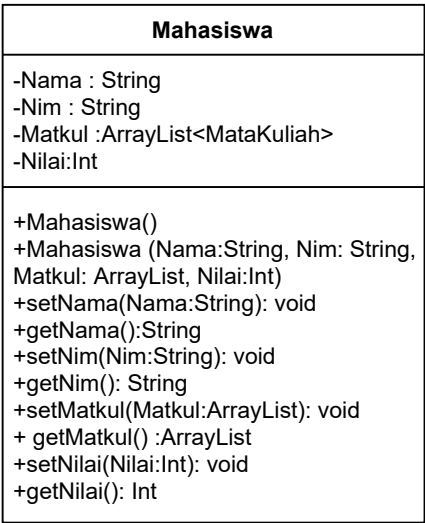 Mahasiswa
-Nama : String
-Nim : String
-Matkul :ArrayList<MataKuliah>
-Nilai:Int
+Mahasiswa()
+Mahasiswa (Nama:String, Nim: String,
Matkul: ArrayList, Nilai:Int)
+setNama(Nama:String): void
+getNama():String
+setNim(Nim:String): void
+getNim(): String
+setMatkul(Matkul:ArrayList): void
+ getMatkul() :ArrayList
+setNilai(Nilai:Int): void
+getNilai(): Int